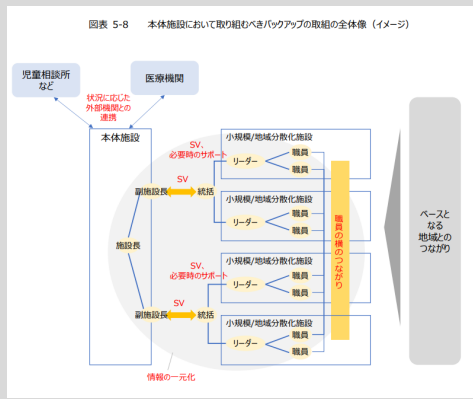 図表 5-8 本体施設において取り組むべきバックアップの取組の全体像（イメージ）
児童相談所
など
医療機関
状況に応じた
外部機関との
連携
本体施設
施設長
副施設長
SV
統括
SV、
必要時のサポート
小規模/地域分散化施設
リーダー
職員
職員
小規模/地域分散化施設
リーダー
職員
職員
副施設長
SV
統括
SV、
必要時のサポート
小規模/地域分散化施設
リーダー
職員
職員
小規模/地域分散化施設
リーダー
職員
職員
職員の横のつながり
情報の一元化
ベースと
なる
地域との
つながり